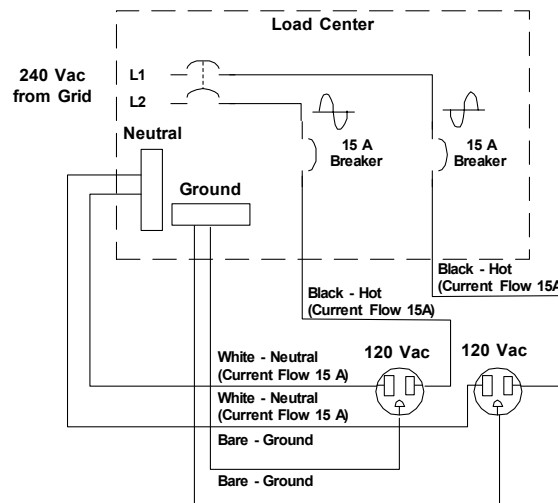 Load Center
240 Vac
from Grid
L1
L2
Neutral
Ground
15 A
Breaker
15 A
Breaker
Black - Hot
(Current Flow 15A
Black - Hot
(Current Flow 15A)
120 Vac
120 Vac
White - Neutral
(Current Flow 15 A)
White - Neutral
(Current Flow 15 A)
Bare - Ground
Bare - Ground